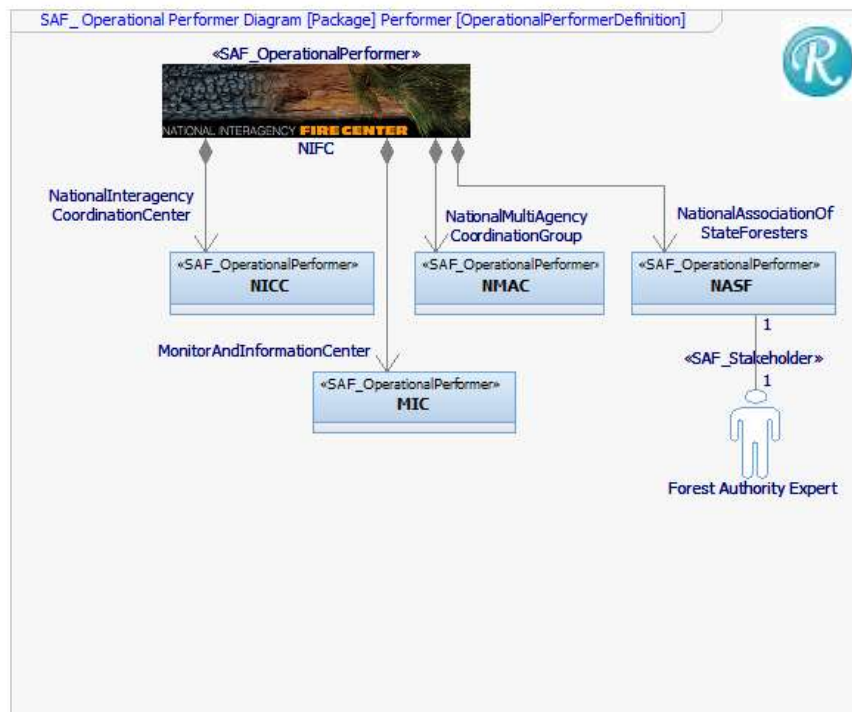 SAF_ Operational Performer Diagram [Package] Performer [OperationalPerformerDefinition]
R
«SAF_OperationalPerformer»
NATIONAL INTERAGENCY FIRE CENTER
NIFC
NationalInteragency
CoordinationCenter
NationalMultiAgency
CoordinationGroup
NationalAssociationOf
StateForesters
«SAF_OperationalPerformer»
NICC
«SAF_OperationalPerformer»
NMAC
«SAF_OperationalPerformer»
NASF
1
MonitorAndInformationCenter
«SAF_Stakeholder»
1
«SAF_OperationalPerformer»
MIC
Forest Authority Expert